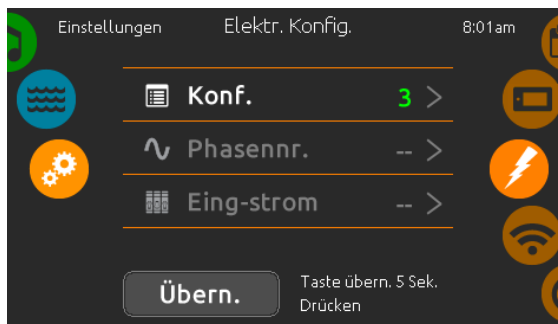 Einstellungen Elektr. Konfig. 8:01am
Konf. 3 >
Phasennr. -- >
Eing-strom -- >
Übern. Taste übern. 5 Sek.
Drücken